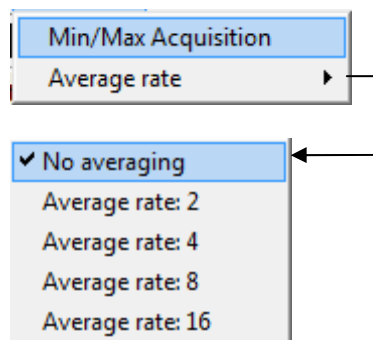 Min/Max Acquisition
Average rate
No averaging
Average rate: 2
Average rate: 4
Average rate: 8
Average rate: 16